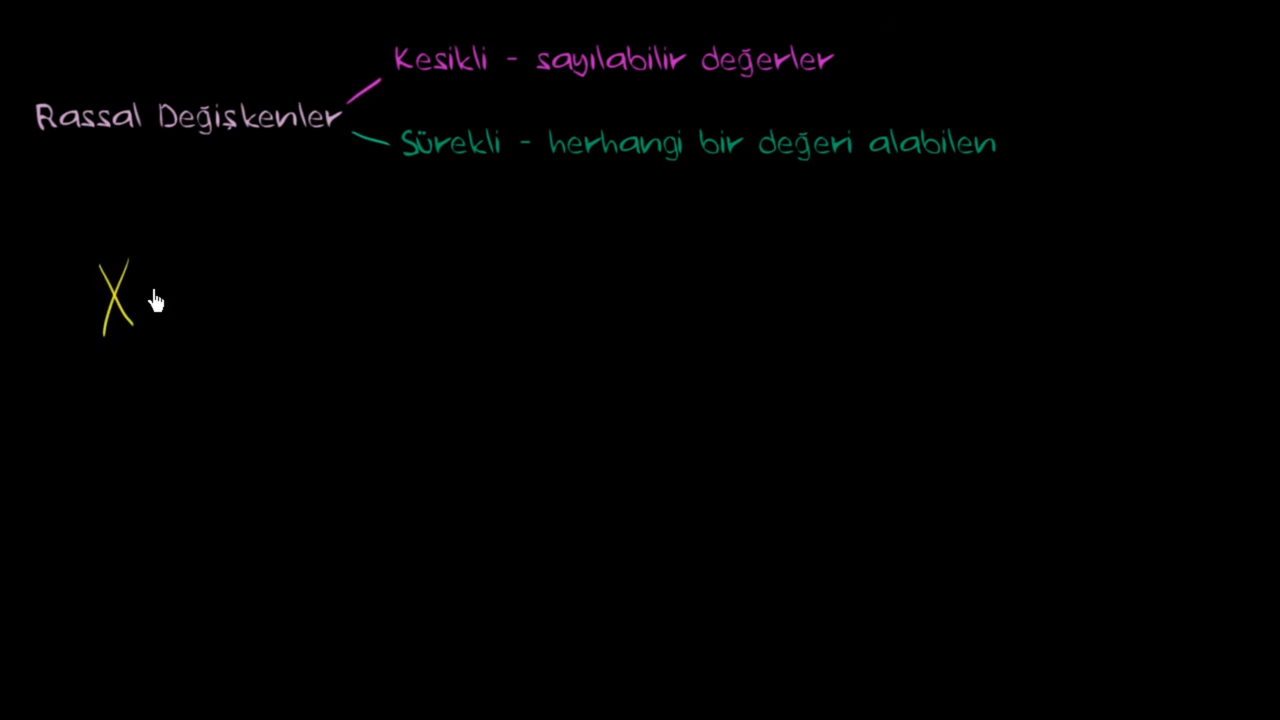 Kesikli - sayılabilir değerler
Rassal Değişkenler
Sürekli - herhangi bir değeri alabilen
X